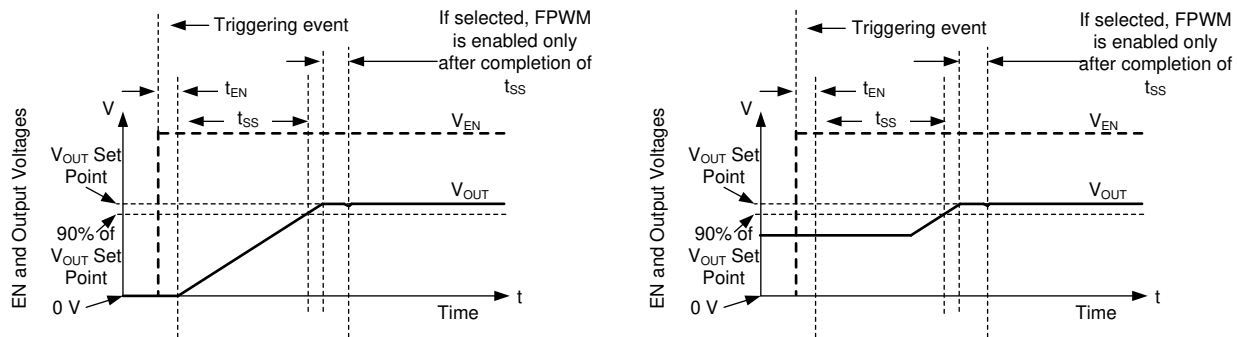 Triggering event
If selected, FPWM
is enabled only
after completion of
tSS
tEN
V
tSS
VEN
EN and Output Voltages
VOUT Set
Point
VOUT
90% of
VOUT Set
Point
0 V
t
Time
Triggering event
If selected, FPWM
is enabled only
after completion of
tSS
tEN
V
tSS
VEN
EN and Output Voltages
VOUT Set
Point
VOUT
90% of
VOUT Set
Point
0 V
t
Time